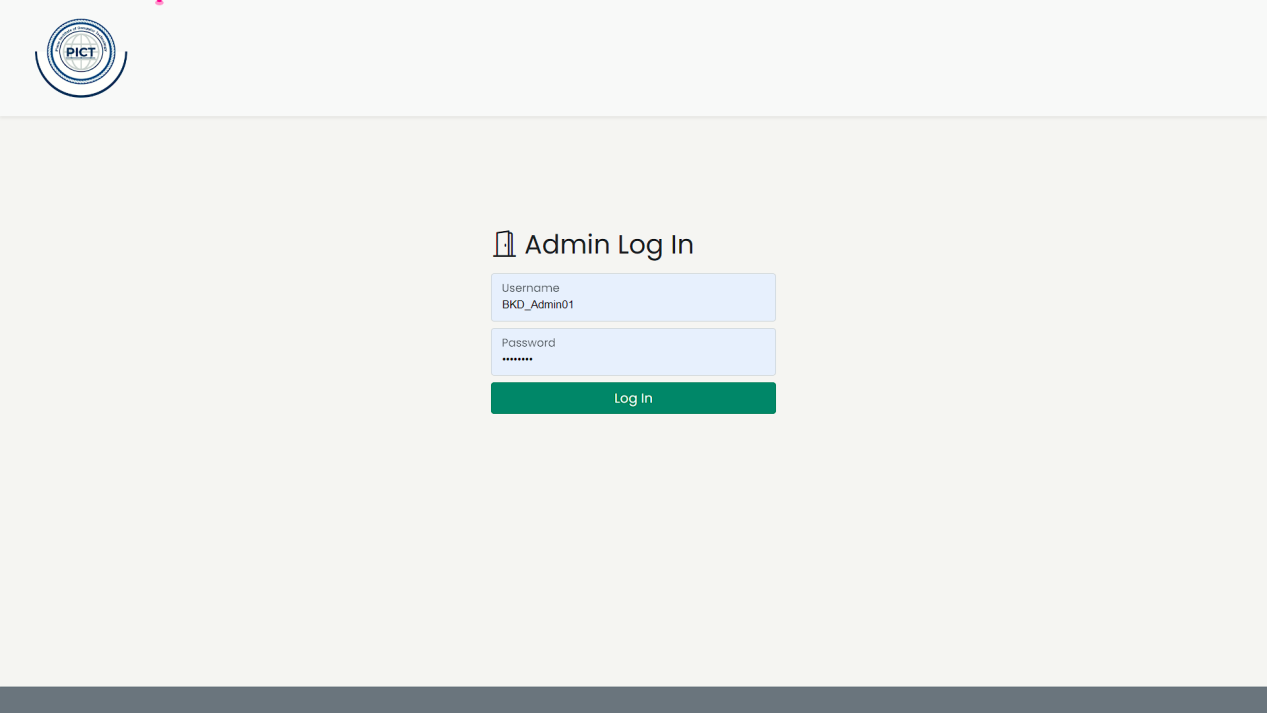 PICT
Admin Log In
Username
BKD_Admin01
Password
••••••••
Log In